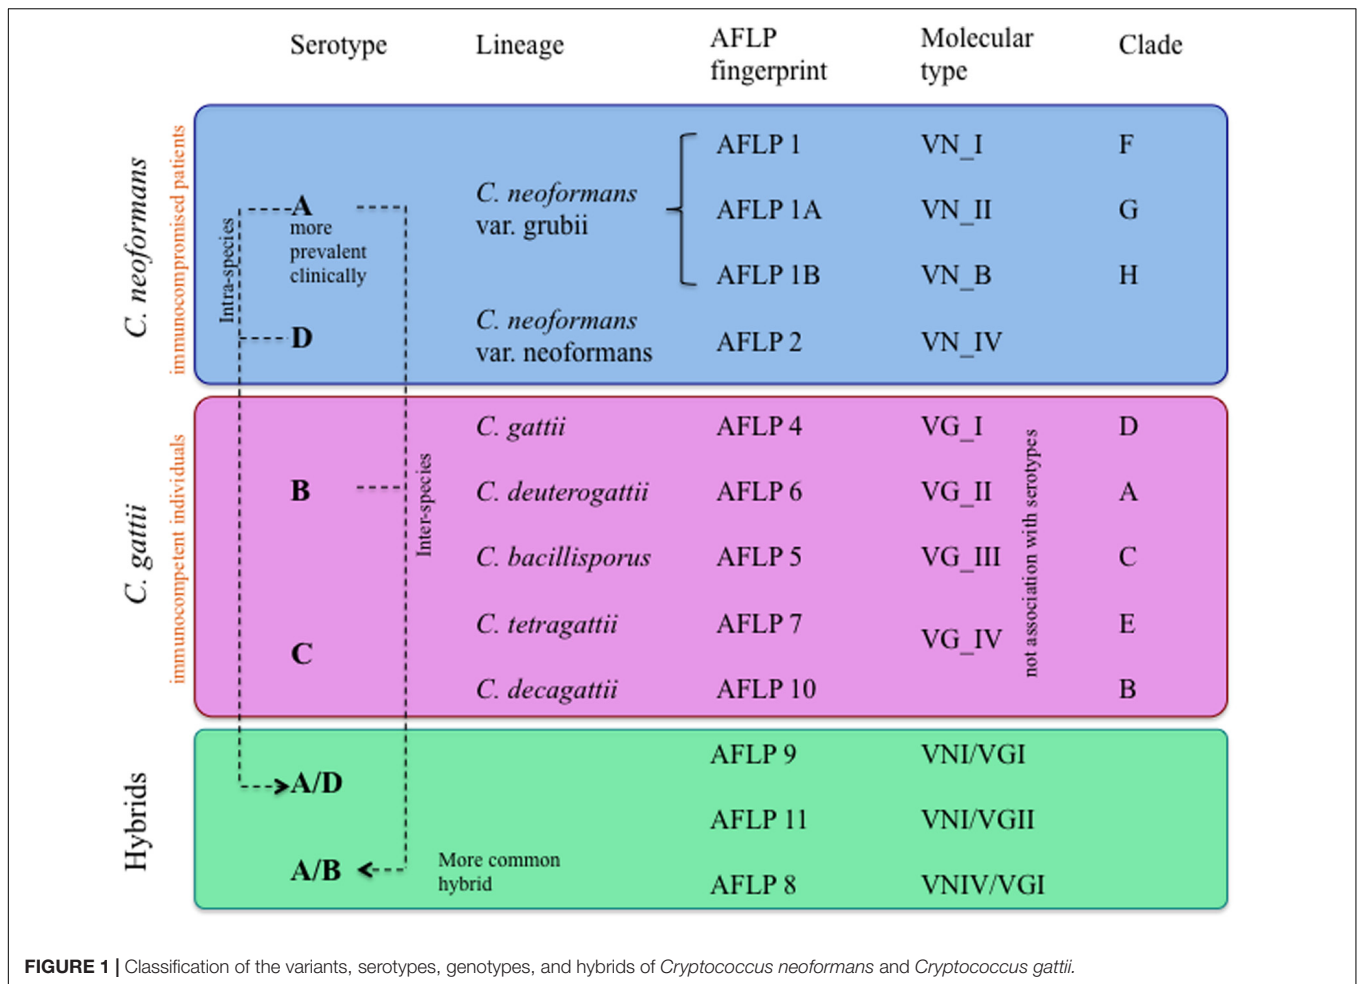 Serotype Lineage AFLP fingerprint Molecular type Clade
C. neoformans
immunocompromised patients
Intra-species
A
more
prevalent
clinically
D
C. neoformans
var. grubii
C. neoformans
var. neoformans
AFLP 1 VN_I F
AFLP 1A VN_II G
AFLP 1B VN_B H
AFLP 2 VN_IV
C. gattii
immunocompetent individuals
B
C
Inter-species
C. gattii AFLP 4 VG_I D
C. deuterogattii AFLP 6 VG_II A
C. bacillisporus AFLP 5 VG_III C
C. tetragattii AFLP 7 VG_IV E
C. decagattii AFLP 10 B
not association with serotypes
Hybrids
A/D
A/B
More common
hybrid
AFLP 9 VNI/VGI
AFLP 11 VNI/VGII
AFLP 8 VNIV/VGI
FIGURE 1 | Classification of the variants, serotypes, genotypes, and hybrids of Cryptococcus neoformans and Cryptococcus gattii.